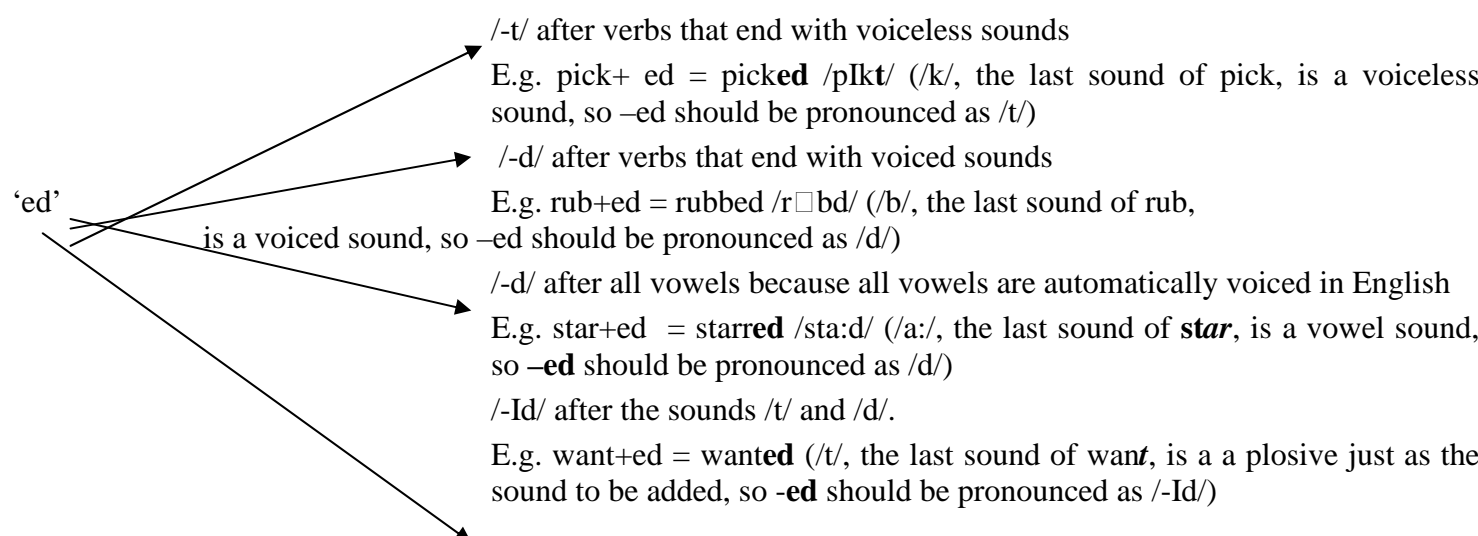 /-t/ after verbs that end with voiceless sounds
E.g. pick+ ed = picked /pIkt/ (/k/, the last sound of pick, is a voiceless
sound, so –ed should be pronounced as /t/)
/-d/ after verbs that end with voiced sounds
‘ed’
E.g. rub+ed = rubbed /r□bd/ (/b/, the last sound of rub,
is a voiced sound, so –ed should be pronounced as /d/)
/-d/ after all vowels because all vowels are automatically voiced in English
E.g. star+ed = starred /sta:d/ (/a:/, the last sound of star, is a vowel sound,
so –ed should be pronounced as /d/)
/-Id/ after the sounds /t/ and /d/.
E.g. want+ed = wanted (/t/, the last sound of want, is a a plosive just as the
sound to be added, so -ed should be pronounced as /-Id/)